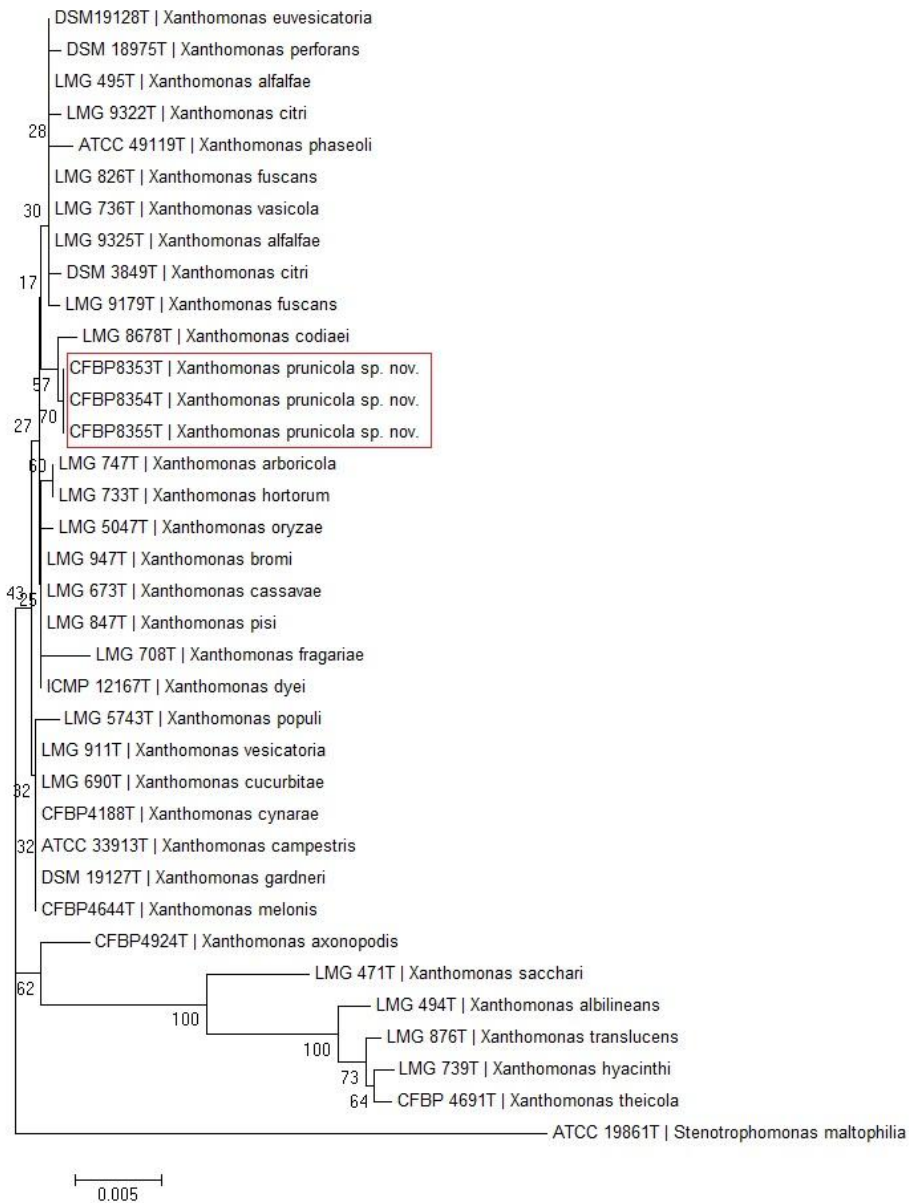 DSM19128T | Xanthomonas euvesicatoria
DSM 18975T | Xanthomonas perforans
LMG 495T | Xanthomonas alfalfae
LMG 9322T | Xanthomonas citri
28
ATCC 49119T | Xanthomonas phaseoli
LMG 826T | Xanthomonas fuscans
30
LMG 736T | Xanthomonas vasicola
LMG 9325T | Xanthomonas alfalfae
17
DSM 3849T | Xanthomonas citri
LMG 9179T | Xanthomonas fuscans
LMG 8678T | Xanthomonas codiaei
CFBP8353T | Xanthomonas prunicola sp. nov.
57
CFBP8354T | Xanthomonas prunicola sp. nov.
70
27
CFBP8355T | Xanthomonas prunicola sp. nov.
60
LMG 747T | Xanthomonas arboricola
LMG 733T | Xanthomonas hortorum
LMG 5047T | Xanthomonas oryzae
LMG 947T | Xanthomonas bromi
43
25
LMG 673T | Xanthomonas cassavae
LMG 847T | Xanthomonas pisi
LMG 708T | Xanthomonas fragariae
ICMP 12167T | Xanthomonas dyei
LMG 5743T | Xanthomonas populi
LMG 911T | Xanthomonas vesicatoria
32
LMG 690T | Xanthomonas cucurbitae
CFBP4188T | Xanthomonas cynarae
32
ATCC 33913T | Xanthomonas campestris
DSM 19127T | Xanthomonas gardneri
CFBP4644T | Xanthomonas melonis
CFBP4924T | Xanthomonas axonopodis
LMG 471T | Xanthomonas sacchari
62
LMG 494T | Xanthomonas albilineans
100
LMG 876T | Xanthomonas translucens
100
LMG 739T | Xanthomonas hyacinthi
73
CFBP 4691T | Xanthomonas theicola
64
ATCC 19861T | Stenotrophomonas maltophilia
0.005